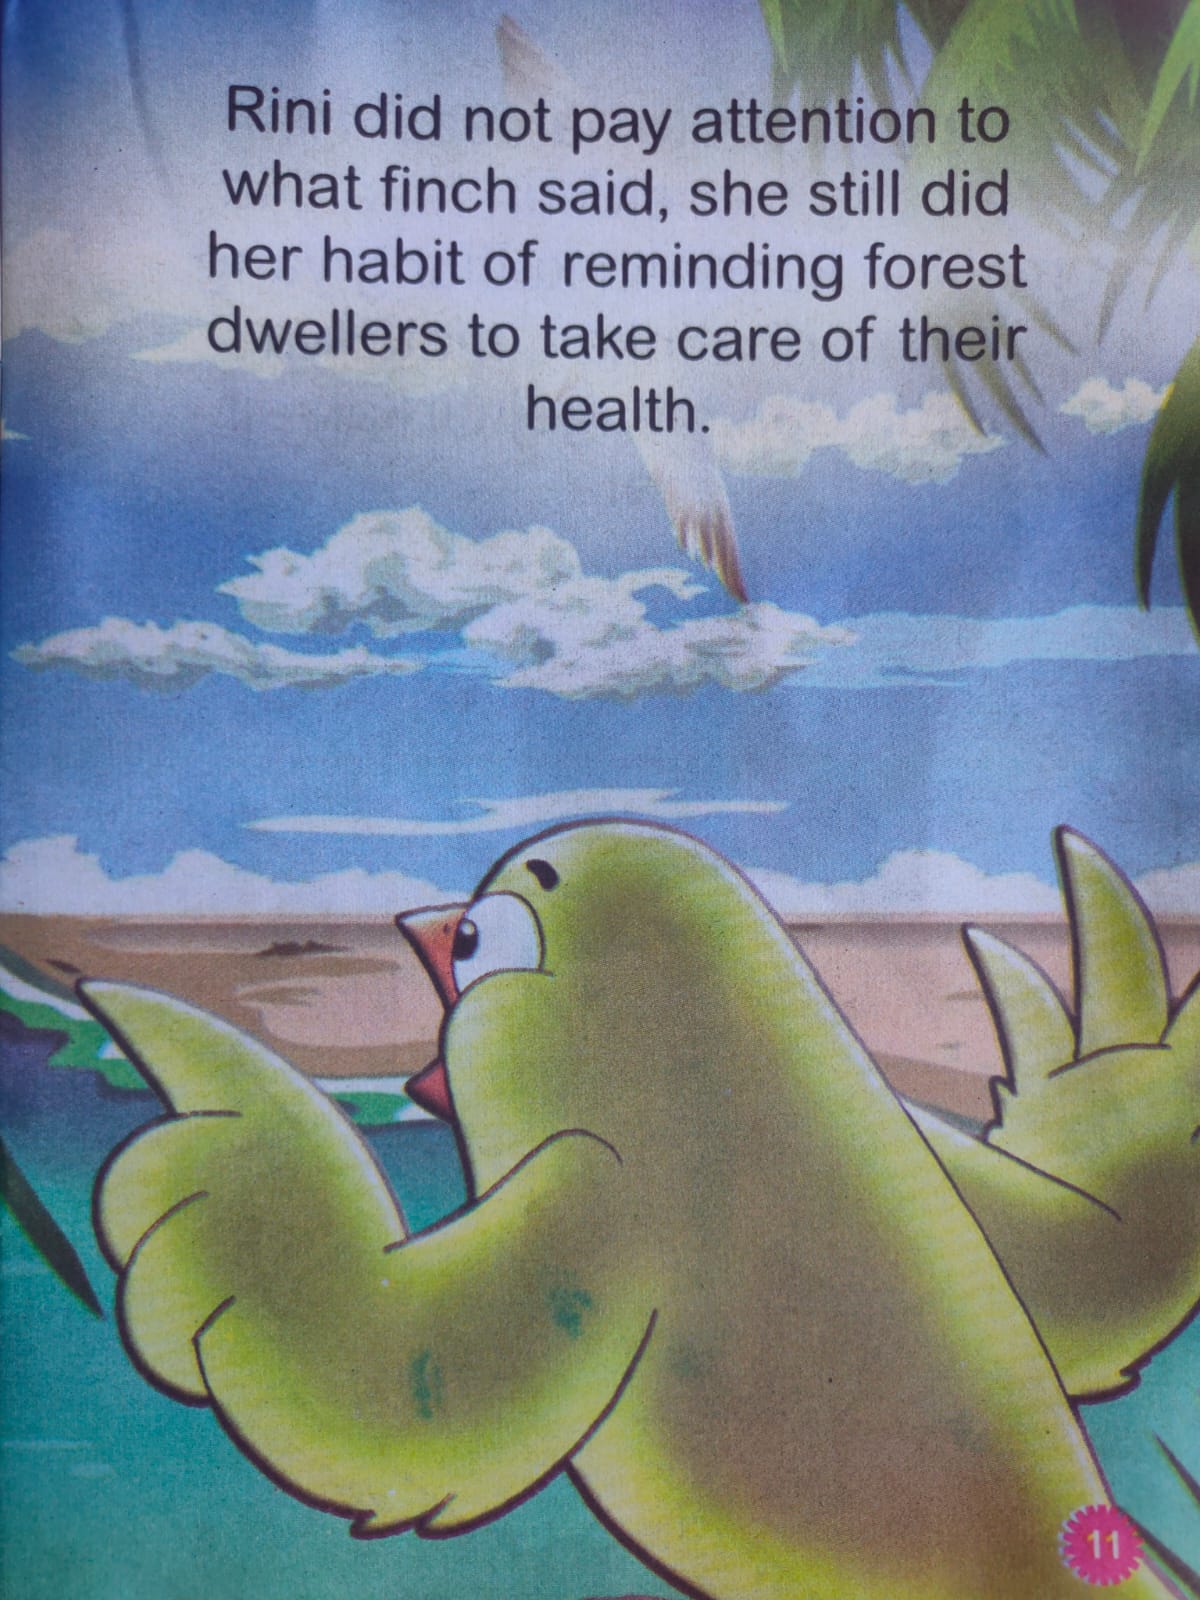 Rini did not pay attention to
what finch said, she still did
her habit of reminding forest
dwellers to take care of their
health.
11